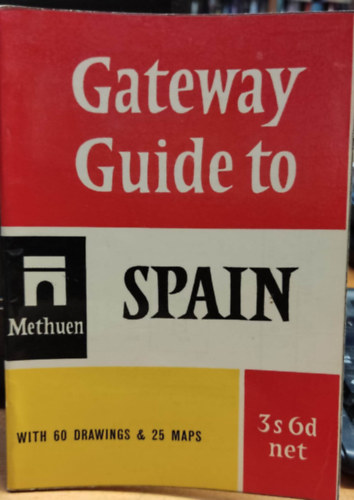 Gateway
Guide to
SPAIN
Methuen
WITH 60 DRAWINGS & 25 MAPS
3s 6d
net